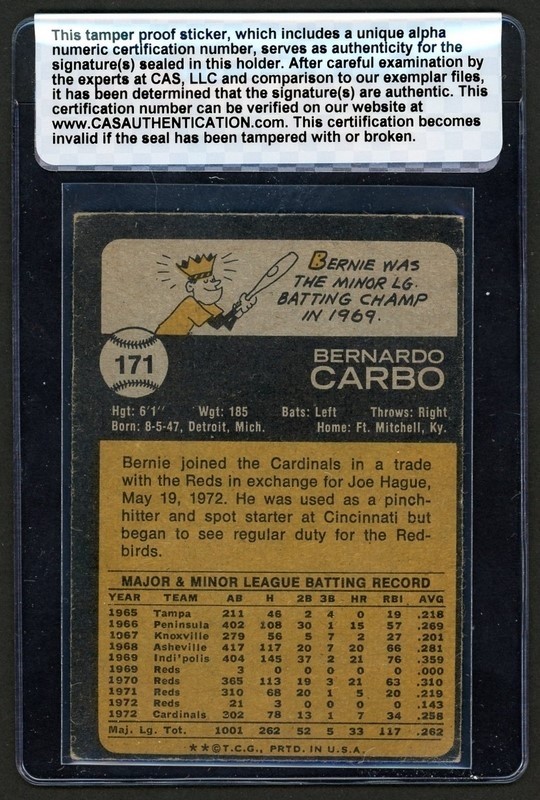 This tamper proof sticker, which includes a unique alpha
numeric certification number, serves as authenticity for the
signature(s) sealed in this holder. After careful examination by
the experts at CAS, LLC and comparison to our exemplar files,
it has been determined that the signature(s) are authentic. This
certification number can be verified on our website at
www.CASAUTHENTICATION.com. This certiification becomes
invalid if the seal has been tampered with or broken.
BERNIE WAS
THE MINOR LG.
BATTING CHAMP
IN 1969.
171
BERNARDO
CARBO
Hgt: 6'1" Wgt: 185 Bats: Left Throws: Right
Born: 8-5-47, Detroit, Mich. Home: Ft. Mitchell, Ky.
Bernie joined the Cardinals in a trade
with the Reds in exchange for Joe Hague,
May 19, 1972. He was used as a pinch-
hitter and spot starter at Cincinnati but
began to see regular duty for the Red-
birds.
MAJOR & MINOR LEAGUE BATTING RECORD
YEAR TEAM AB H 2B 3B HR RBI AVG
1965 Tampa 211 46 2 4 0 19 .218
1966 Peninsula 402 108 30 1 15 57 .269
1967 Knoxville 279 56 5 7 2 27 .201
1968 Asheville 417 117 20 7 20 66 .281
1969 Indi'polis 404 145 37 2 21 76 .359
1969 Reds 3 0 0 0 0 0 .000
1970 Reds 365 113 19 3 21 63 .310
1971 Reds 310 68 20 1 5 20 .219
1972 Reds 21 3 0 0 0 0 .143
1972 Cardinals 302 78 13 1 7 34 .258
Maj. Lg. Tot. 1001 262 52 5 33 117 .262
**©T.C.G., PRTD. IN U.S.A.